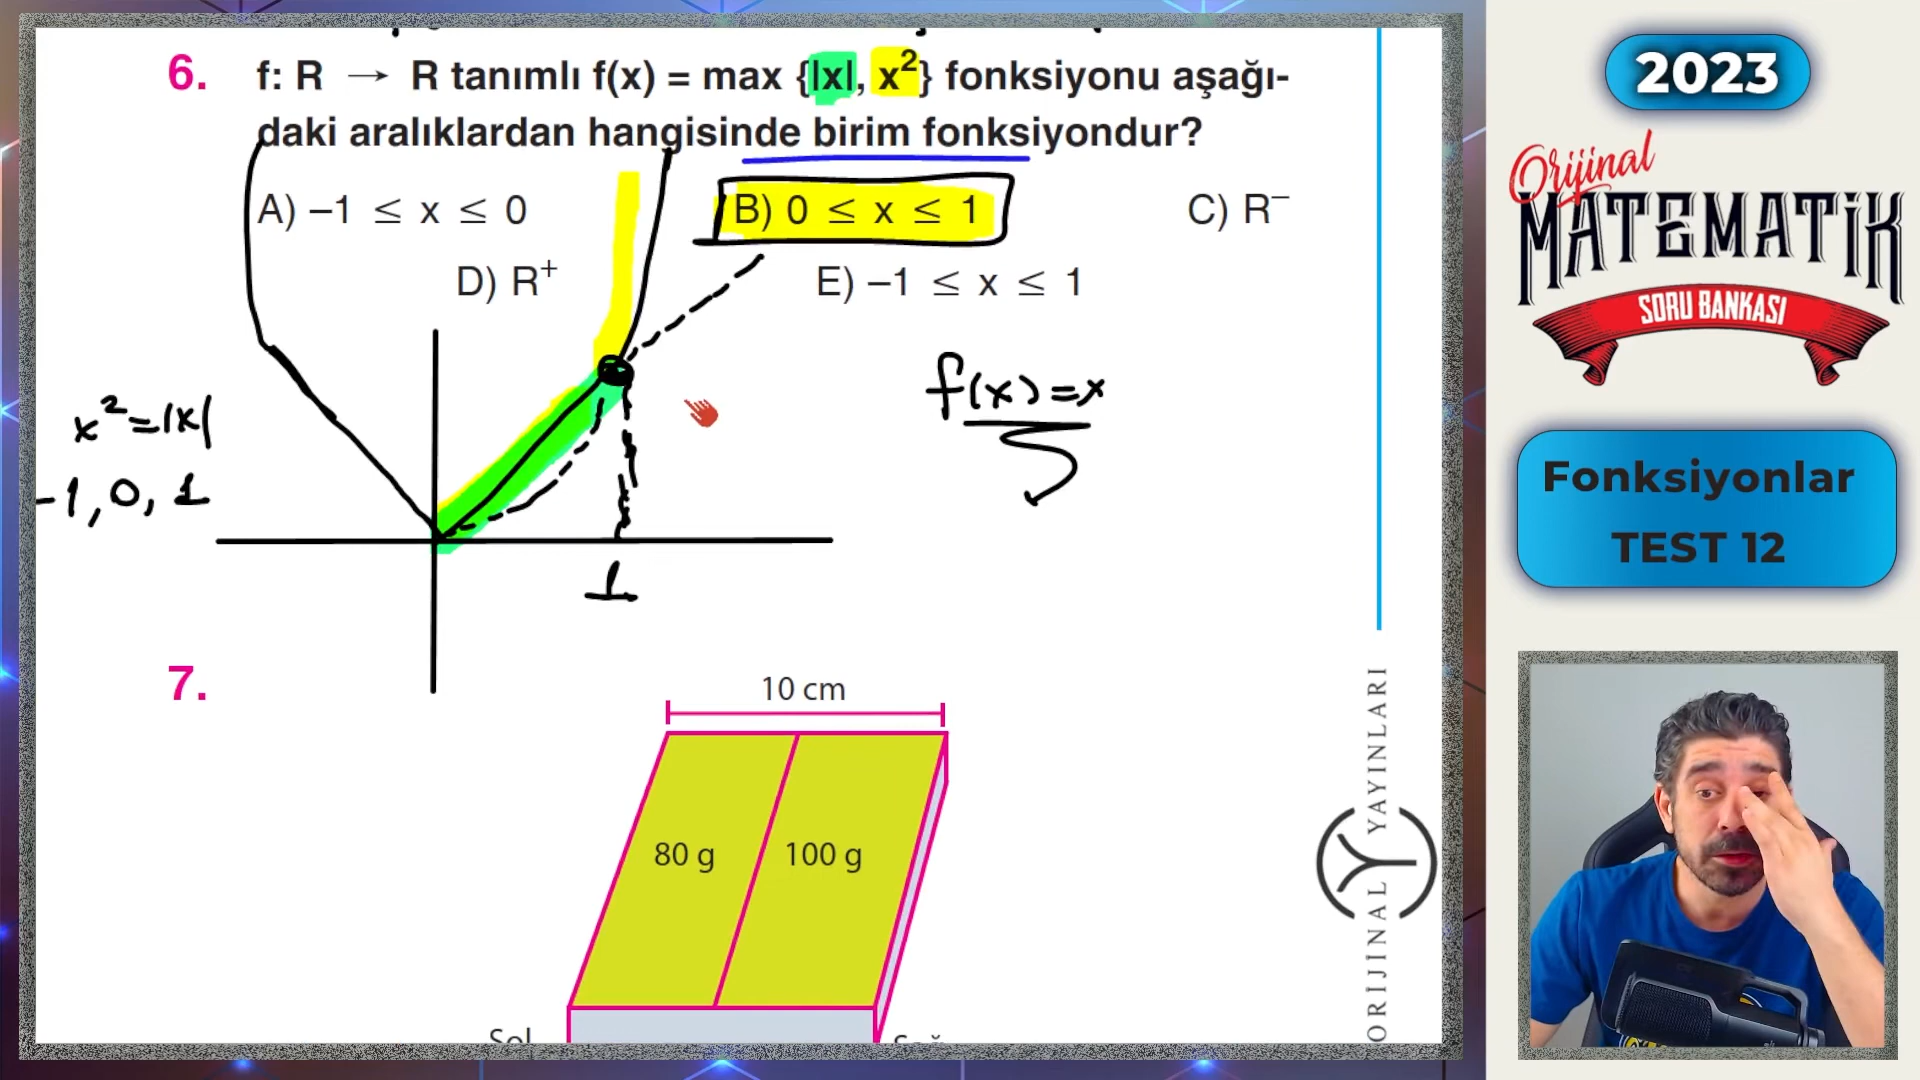 6. f: R → R tanımlı f(x) = max {|x|, x²} fonksiyonu aşağı-
daki aralıklardan hangisinde birim fonksiyondur?
A) –1 ≤ x ≤ 0 B) 0 ≤ x ≤ 1 C) R⁻
D) R⁺ E) –1 ≤ x ≤ 1
x²=|x|
-1, 0, 1
1
f(x)=x
7.
10 cm
80 g 100 g
ORİJİNAL YAYINLARI
2023
Orijinal
MATEMATİK
SORU BANKASI
Fonksiyonlar
TEST 12